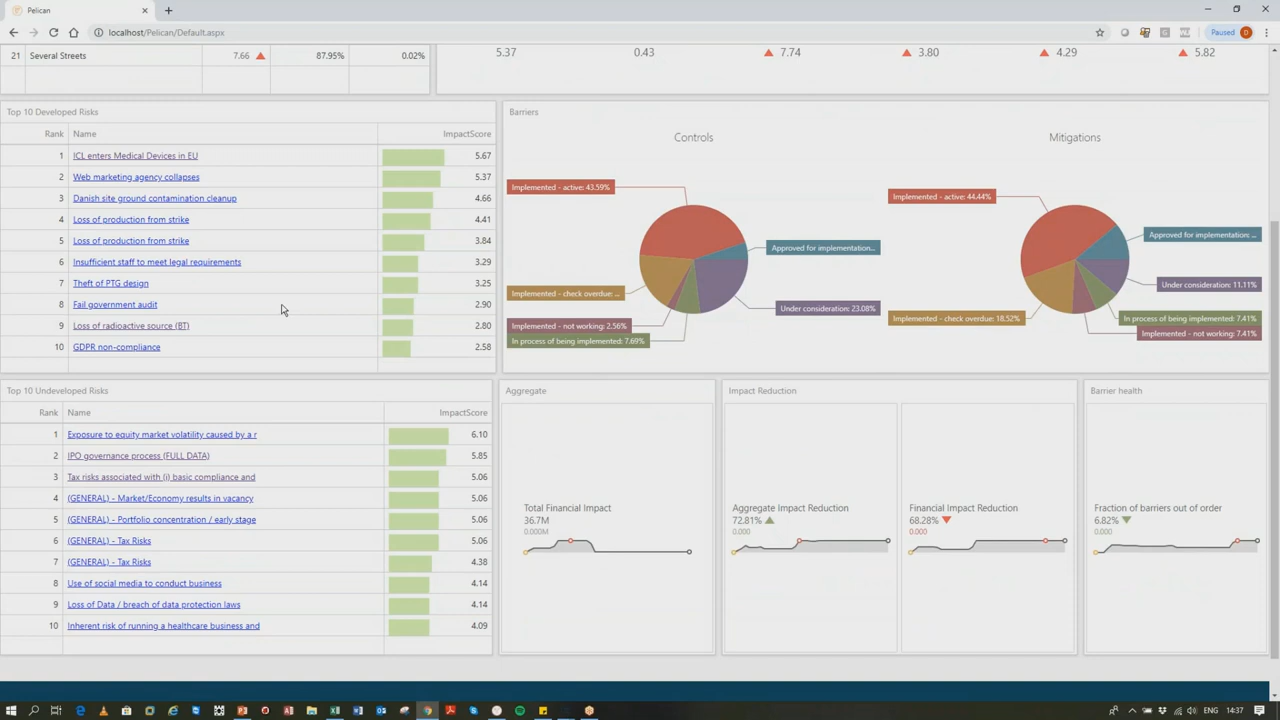 Pelican
localhost/Pelican/Default.aspx
Paused
D
21 Several Streets 7.66 87.95% 0.02%
5.37 0.43 7.74 3.80 4.29 5.82
Top 10 Developed Risks
Rank Name ImpactScore
1 ICL enters Medical Devices in EU 5.67
2 Web marketing agency collapses 5.37
3 Danish site ground contamination cleanup 4.66
4 Loss of production from strike 4.41
5 Loss of production from strike 3.84
6 Insufficient staff to meet legal requirements 3.29
7 Theft of PTG design 3.25
8 Fail government audit 2.90
9 Loss of radioactive source (BT) 2.80
10 GDPR non-compliance 2.58
Barriers
Controls
Implemented - active: 43.59%
Approved for implementation...
Implemented - check overdue: ...
Under consideration: 23.08%
Implemented - not working: 2.56%
In process of being implemented: 7.69%
Mitigations
Implemented - active: 44.44%
Approved for implementation: ...
Under consideration: 11.11%
Implemented - check overdue: 18.52%
In process of being implemented: 7.41%
Implemented - not working: 7.41%
Top 10 Undeveloped Risks
Rank Name ImpactScore
1 Exposure to equity market volatility caused by a r 6.10
2 IPO governance process (FULL DATA) 5.85
3 Tax risks associated with (i) basic compliance and 5.06
4 (GENERAL) - Market/Economy results in vacancy 5.06
5 (GENERAL) - Portfolio concentration / early stage 5.06
6 (GENERAL) - Tax Risks 5.06
7 (GENERAL) - Tax Risks 4.38
8 Use of social media to conduct business 4.14
9 Loss of Data / breach of data protection laws 4.14
10 Inherent risk of running a healthcare business and 4.09
Aggregate
Total Financial Impact
36.7M
0.000M
Impact Reduction
Aggregate Impact Reduction
72.81%
0.000
Financial Impact Reduction
68.28%
0.000
Barrier health
Fraction of barriers out of order
6.82%
0.000
14:37